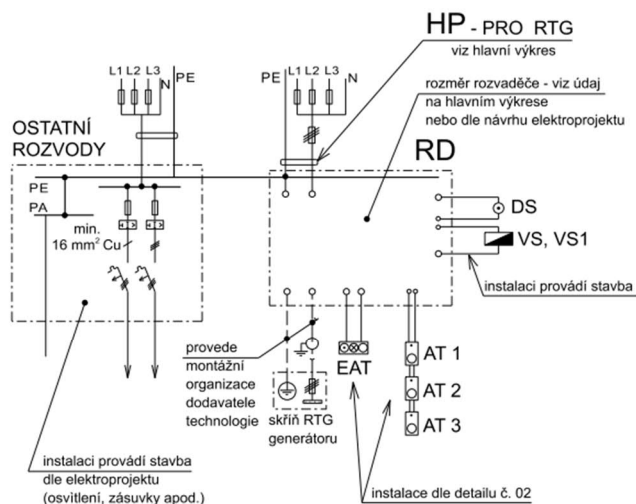 HP - PRO RTG
viz hlavní výkres
L1 L2 L3
N
PE
PE
L1 L2 L3
N
rozměr rozvaděče - viz údaj
na hlavním výkrese
nebo dle návrhu elektroprojektu
OSTATNÍ
ROZVODY
RD
PE
PA
min.
16 mm² Cu
DS
VS, VS1
instalaci provádí stavba
provede
montážní
organizace
dodavatele
technologie
EAT
AT 1
AT 2
AT 3
skříň RTG
generátoru
instalaci provádí stavba
dle elektroprojektu
(osvitlení, zásuvky apod.)
instalace dle detailu č. 02